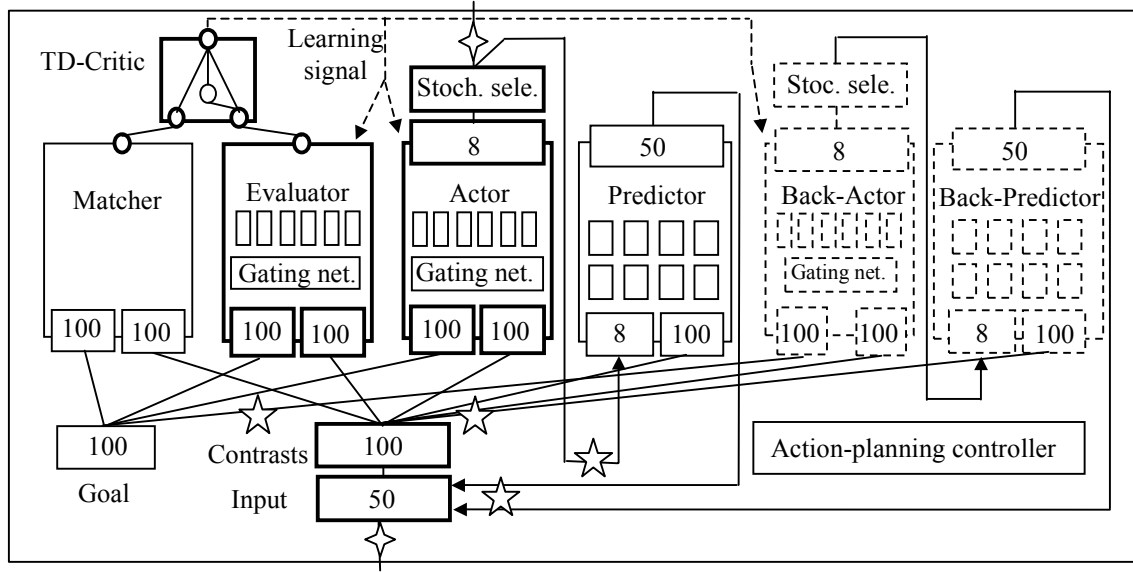 TD-Critic
Learning
signal
Stoch. sele.
Stoc. sele.
8
50
8
50
Matcher
Evaluator
Actor
Predictor
Back-Actor
Back-Predictor
Gating net.
Gating net.
Gating net.
100
100
100
100
100
100
8
100
100
100
8
100
100
Goal
Contrasts
100
Input
50
Action-planning controller